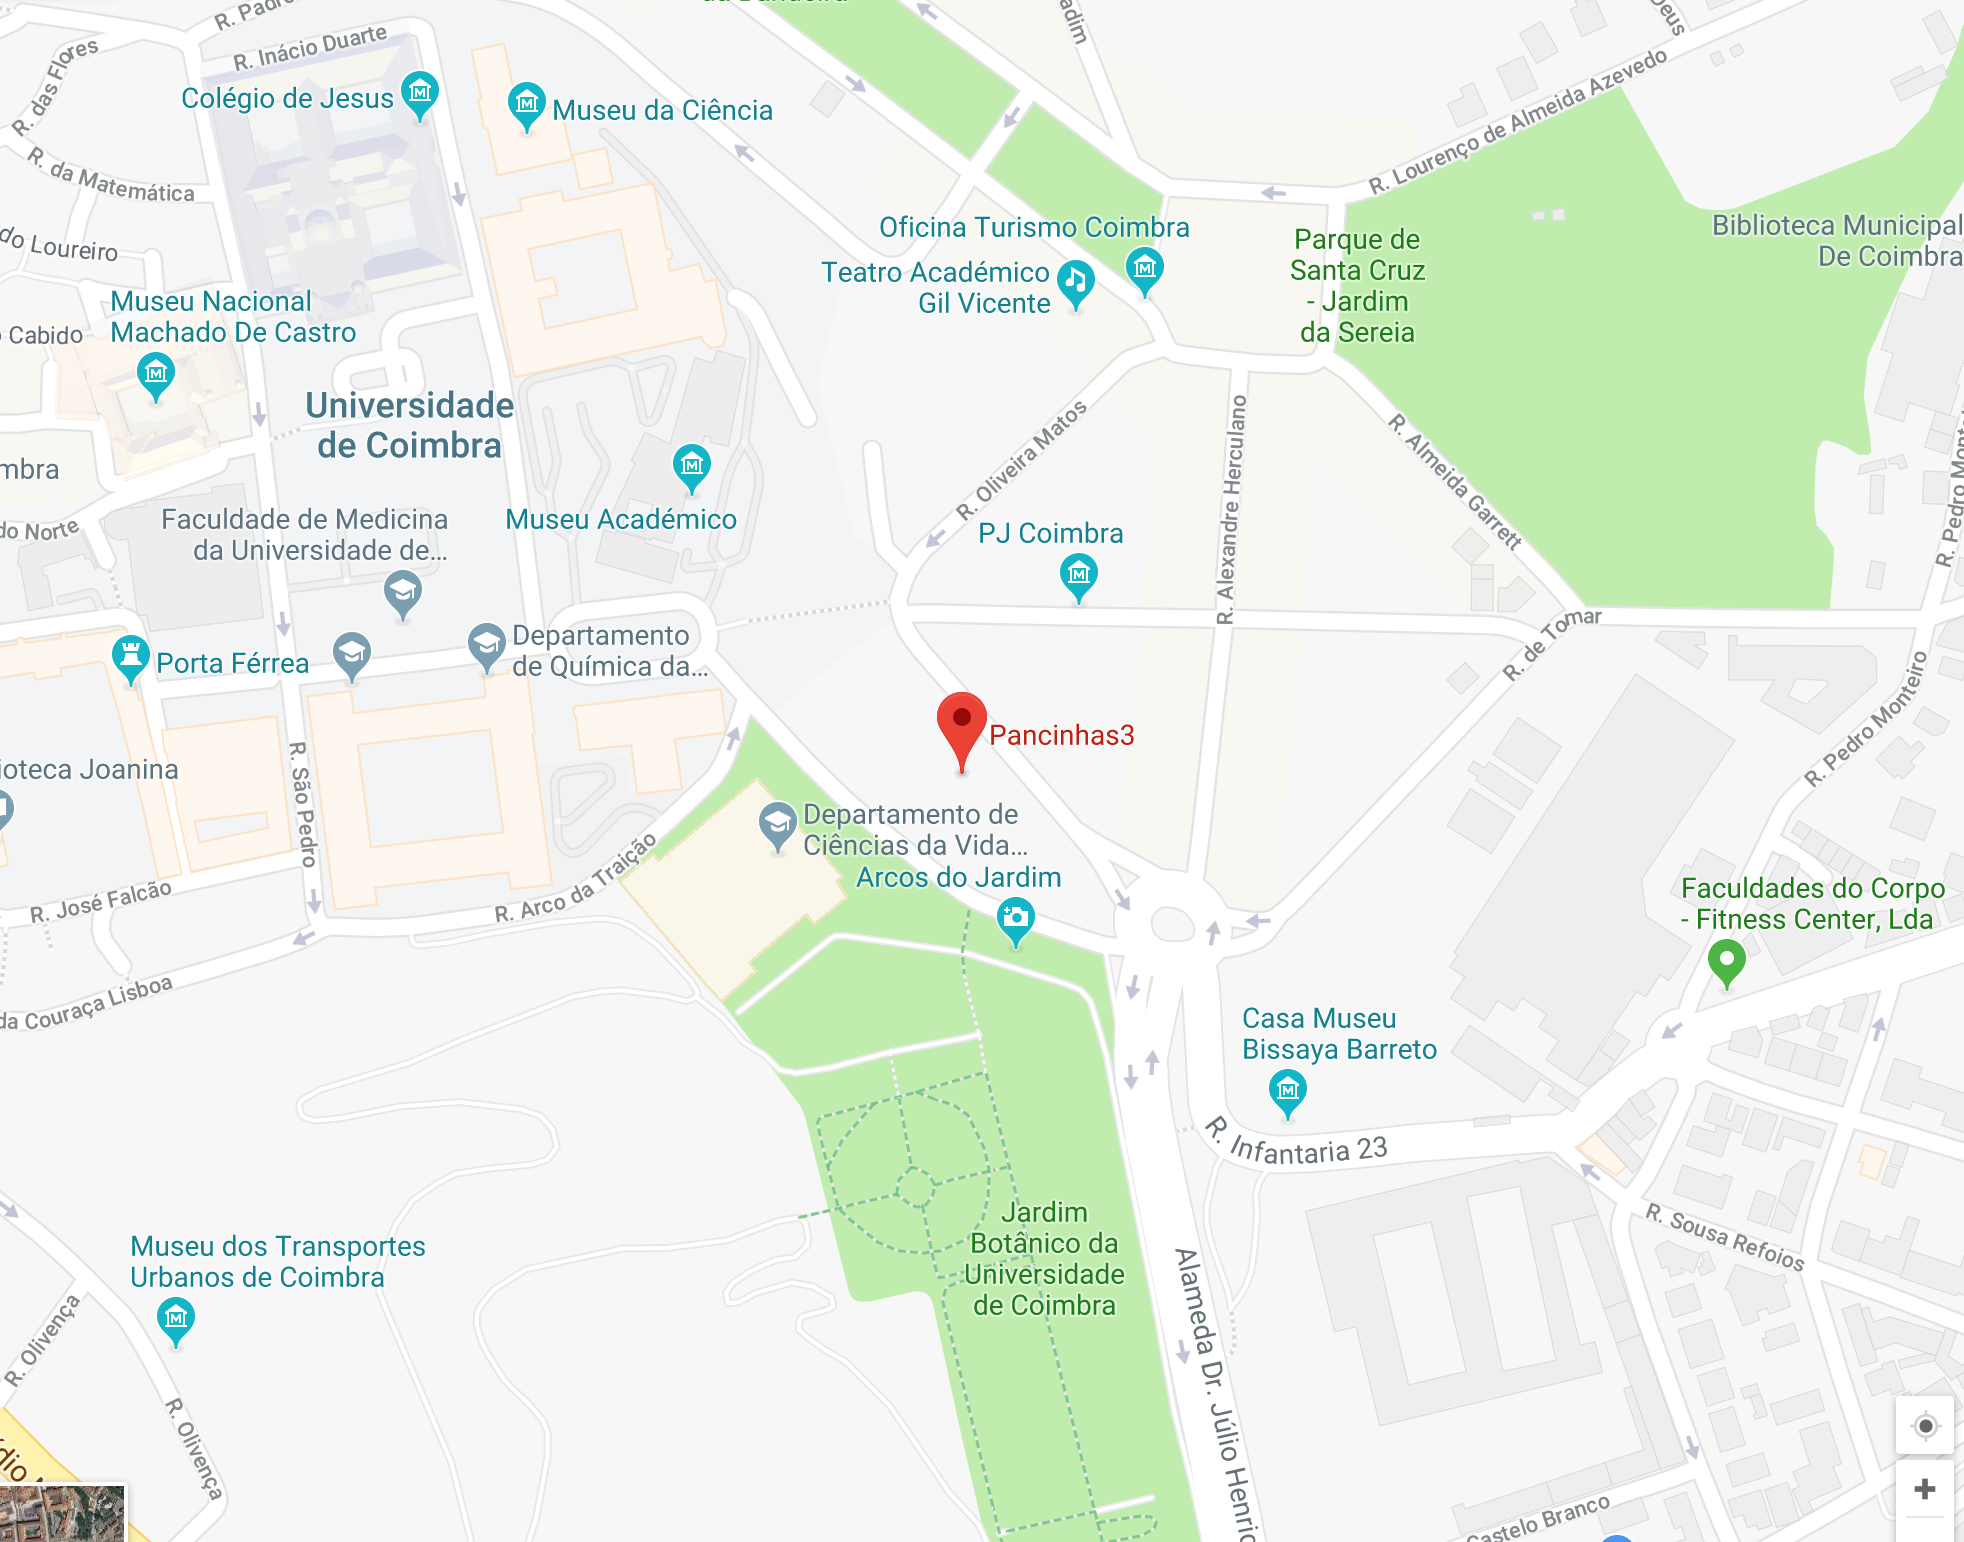 R. das Flores
R. Inácio Duarte
Colégio de Jesus
Museu da Ciência
R. da Matemática
do Loureiro
Museu Nacional
Machado De Castro
Cabido
Universidade
de Coimbra
Oficina Turismo Coimbra
Teatro Académico
Gil Vicente
Parque de
Santa Cruz
- Jardim
da Sereia
R. Lourenço de Almeida Azevedo
Biblioteca Municipal
De Coimbra
R. Oliveira Matos
R. Alexandre Herculano
R. Almeida Garrett
Museu Académico
PJ Coimbra
do Norte
Faculdade de Medicina
da Universidade de...
Porta Férrea
Departamento
de Química da...
R. de Tomar
R. Pedro Monteiro
Pancinhas3
R. São Pedro
Departamento de
Ciências da Vida...
Arcos do Jardim
R. José Falcão
R. Arco da Traição
da Couraça Lisboa
Faculdades do Corpo
- Fitness Center, Lda
Casa Museu
Bissaya Barreto
R. Infantaria 23
R. Sousa Refoios
Jardim
Botânico da
Universidade
de Coimbra
Museu dos Transportes
Urbanos de Coimbra
R. Olivença
R. Olivença
Alameda Dr. Júlio Henric
Castelo Branco